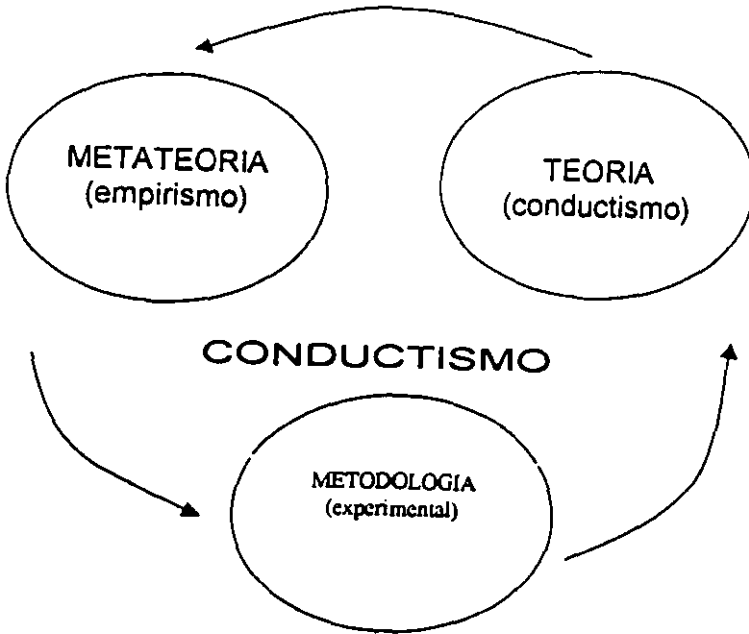 METATEORIA
(empirismo)
TEORIA
(conductismo)
CONDUCTISMO
METODOLOGIA
(experimental)